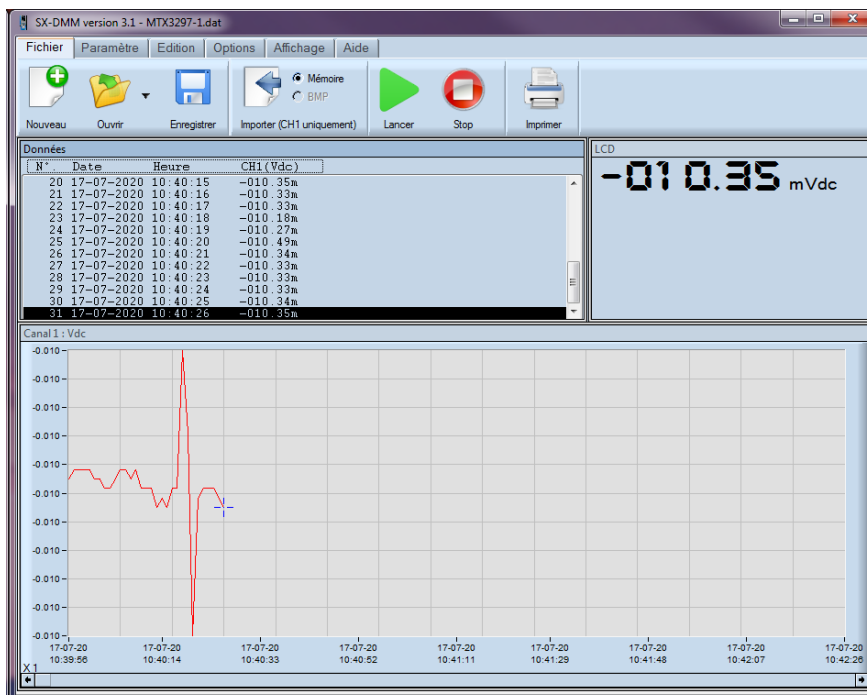 SX-DMM version 3.1 - MTX3297-1.dat
Fichier Paramètre Edition Options Affichage Aide
Mémoire
BMP
Nouveau Ouvrir Enregistrer Importer (CH1 uniquement) Lancer Stop Imprimer
Données
N° Date Heure CH1(Vdc)
20 17-07-2020 10:40:15 -010.35m
21 17-07-2020 10:40:16 -010.33m
22 17-07-2020 10:40:17 -010.33m
23 17-07-2020 10:40:18 -010.18m
24 17-07-2020 10:40:19 -010.27m
25 17-07-2020 10:40:20 -010.49m
26 17-07-2020 10:40:21 -010.34m
27 17-07-2020 10:40:22 -010.33m
28 17-07-2020 10:40:23 -010.33m
29 17-07-2020 10:40:24 -010.33m
30 17-07-2020 10:40:25 -010.34m
31 17-07-2020 10:40:26 -010.35m
LCD
-010.35 mVdc
Canal 1 : Vdc
-0.010
-0.010
-0.010
-0.010
-0.010
-0.010
-0.010
-0.010
-0.010
-0.010
-0.010
17-07-20 17-07-20 17-07-20 17-07-20 17-07-20 17-07-20 17-07-20 17-07-20 17-07-20
10:39:56 10:40:14 10:40:33 10:40:52 10:41:11 10:41:29 10:41:48 10:42:07 10:42:26
X 1